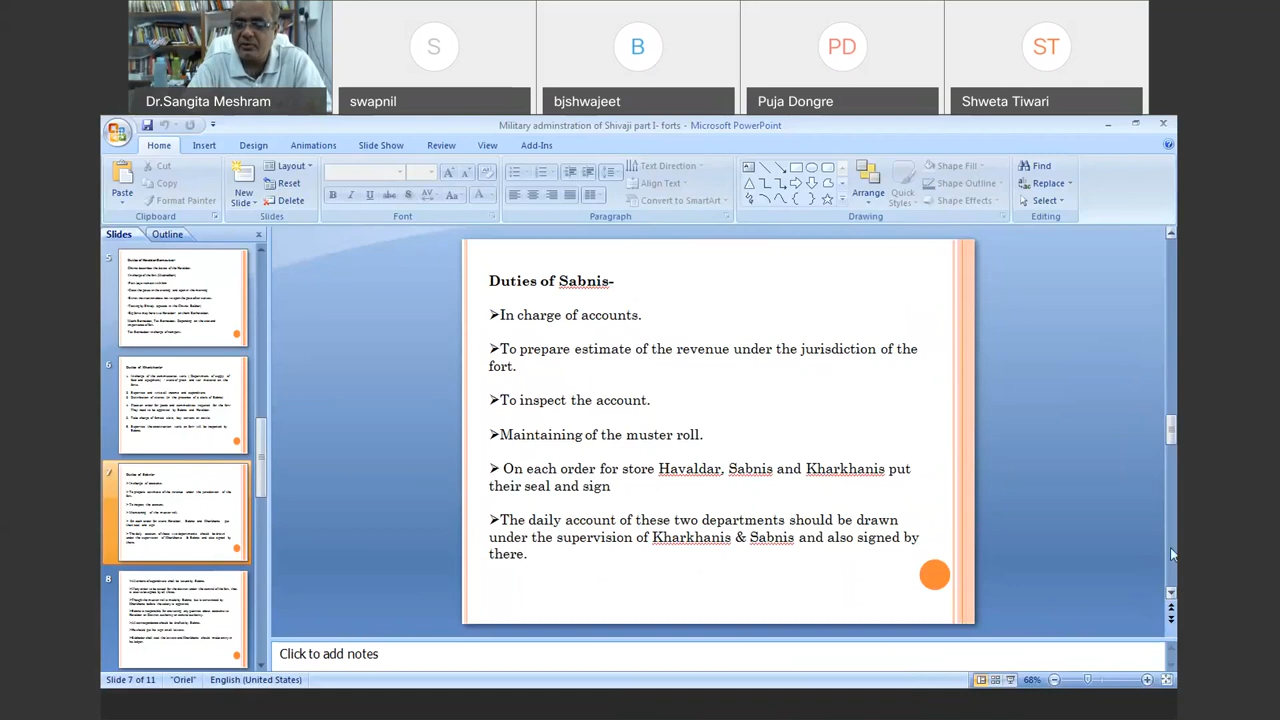 S
B
PD
ST
Dr.Sangita Meshram
swapnil
bjshwajeet
Puja Dongre
Shweta Tiwari
Military adminstration of Shivaji part I- forts - Microsoft PowerPoint
Home Insert Design Animations Slide Show Review View Add-Ins
Cut
Copy
Format Painter
Paste
Clipboard
New Slide
Layout
Reset
Delete
Slides
Font
Text Direction
Align Text
Convert to SmartArt
Paragraph
Arrange
Quick Styles
Shape Fill
Shape Outline
Shape Effects
Drawing
Find
Replace
Select
Editing
Slides Outline
5
6
7
8
Duties of Sabnis-
➢In charge of accounts.
➢To prepare estimate of the revenue under the jurisdiction of the
fort.
➢To inspect the account.
➢Maintaining of the muster roll.
➢ On each order for store Havaldar, Sabnis and Kharkhanis put
their seal and sign
➢The daily account of these two departments should be drawn
under the supervision of Kharkhanis & Sabnis and also signed by
there.
Click to add notes
Slide 7 of 11 "Oriel" English (United States) 68%